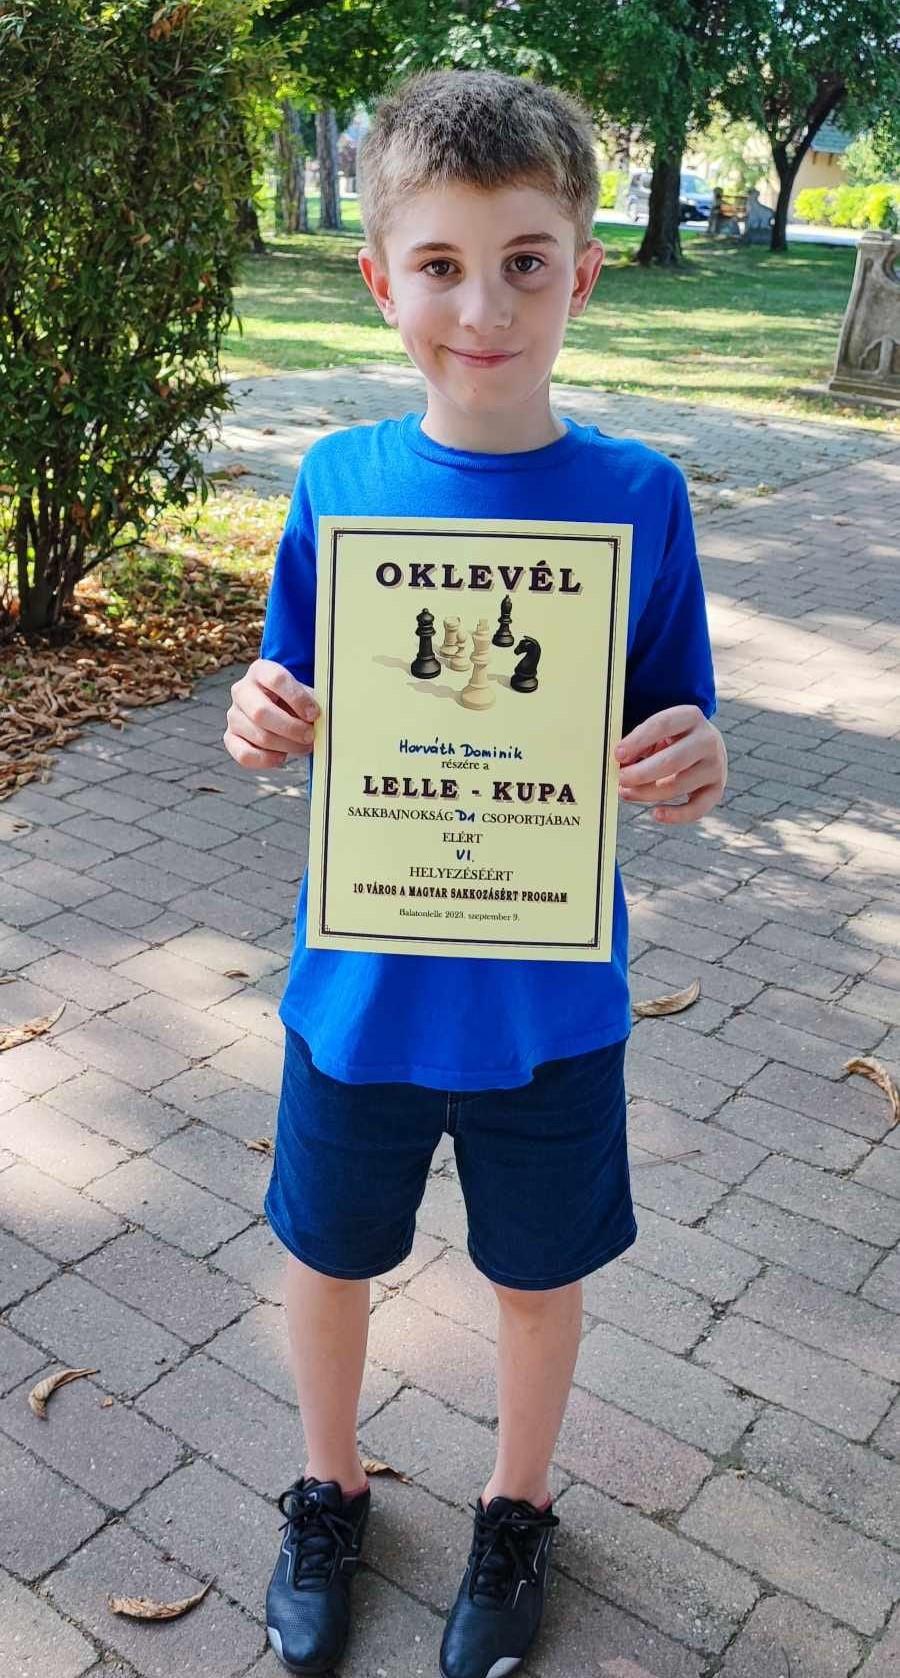 OKLEVÉL
Horváth Dominik
részére a
LELLE - KUPA
SAKKBAJNOKSÁG D1 CSOPORTJÁBAN
ELÉRT
VI.
HELYEZÉSÉÉRT
10 VÁROS A MAGYAR SAKKOZÁSÉRT PROGRAM
Balatonlelle 2023. szeptember 9.